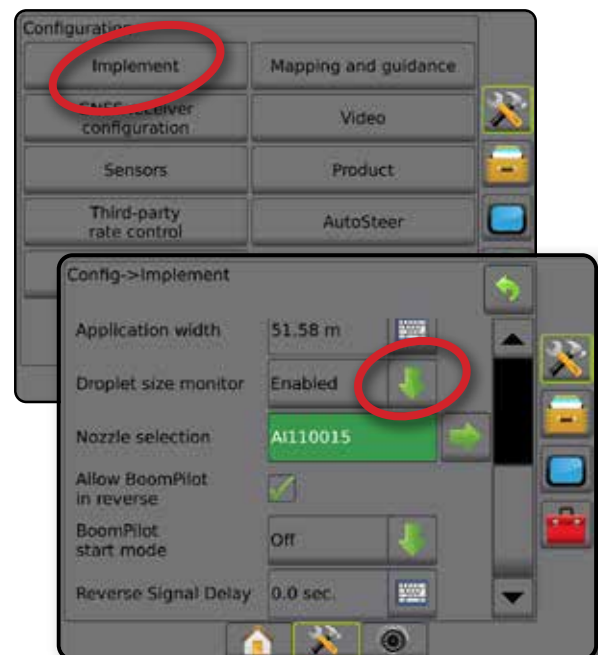 Configuration
Implement
Mapping and guidance
GNSS receiver
configuration
Video
Sensors
Product
Third-party
rate control
AutoSteer
Config->Implement
Application width
51.58 m
Droplet size monitor
Enabled
Nozzle selection
AI110015
Allow BoomPilot
in reverse
BoomPilot
start mode
Off
Reverse Signal Delay
0.0 sec.